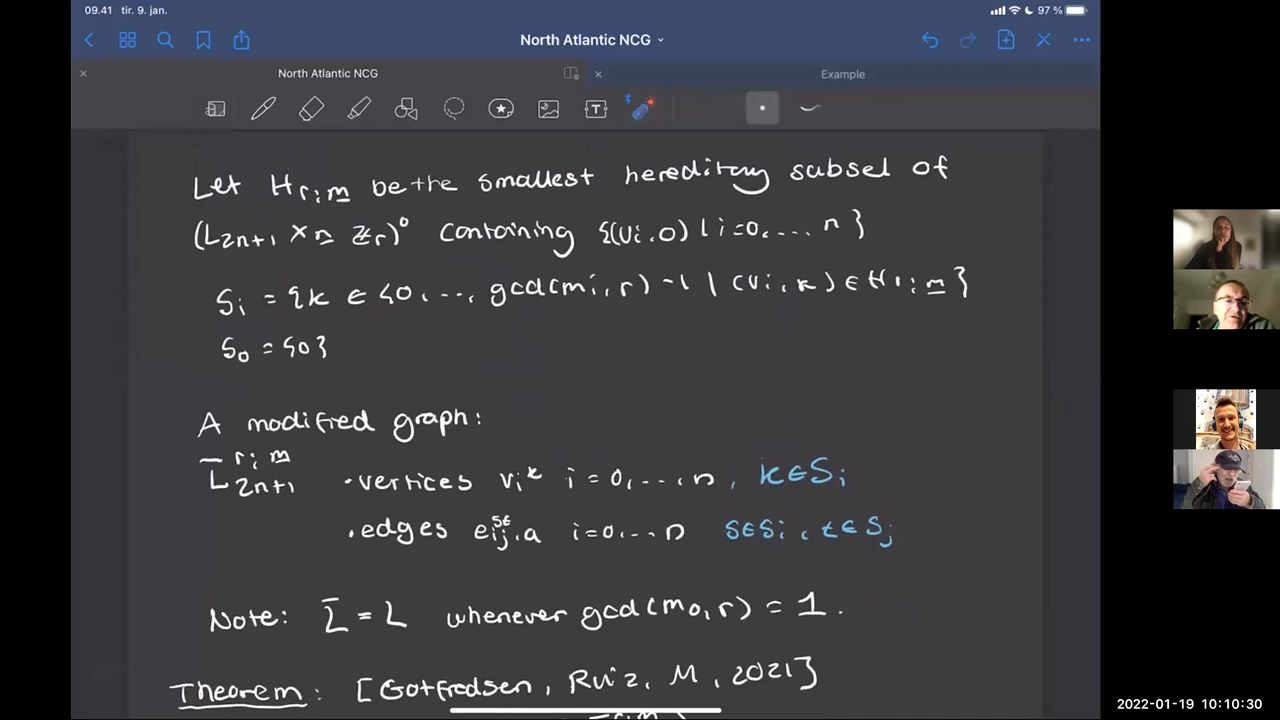 09.41 tir. 9. jan.
97 %
North Atlantic NCG
North Atlantic NCG
Example
Let H_{r;m} be the smallest hereditary subset of
(L_{2n+1} ×_m ℤ_r)^0 containing {(v_i, 0) | i=0, ..., n}
S_i = {k ∈ {0, ..., gcd(m_i, r) -1 | (v_i, k) ∈ H_{r;m}}
S_0 = {0}
A modified graph:
L̄_{2n+1}^{r;m} · vertices v_i^k i = 0, ..., n, k ∈ S_i
· edges e_{ij,a}^{st} i=0, ... n s ∈ S_i, t ∈ S_j
Note: L̄ = L whenever gcd(m_0, r) = 1.
Theorem: [Gotfredsen, Ruiz, M, 2021]
2022-01-19 10:10:30